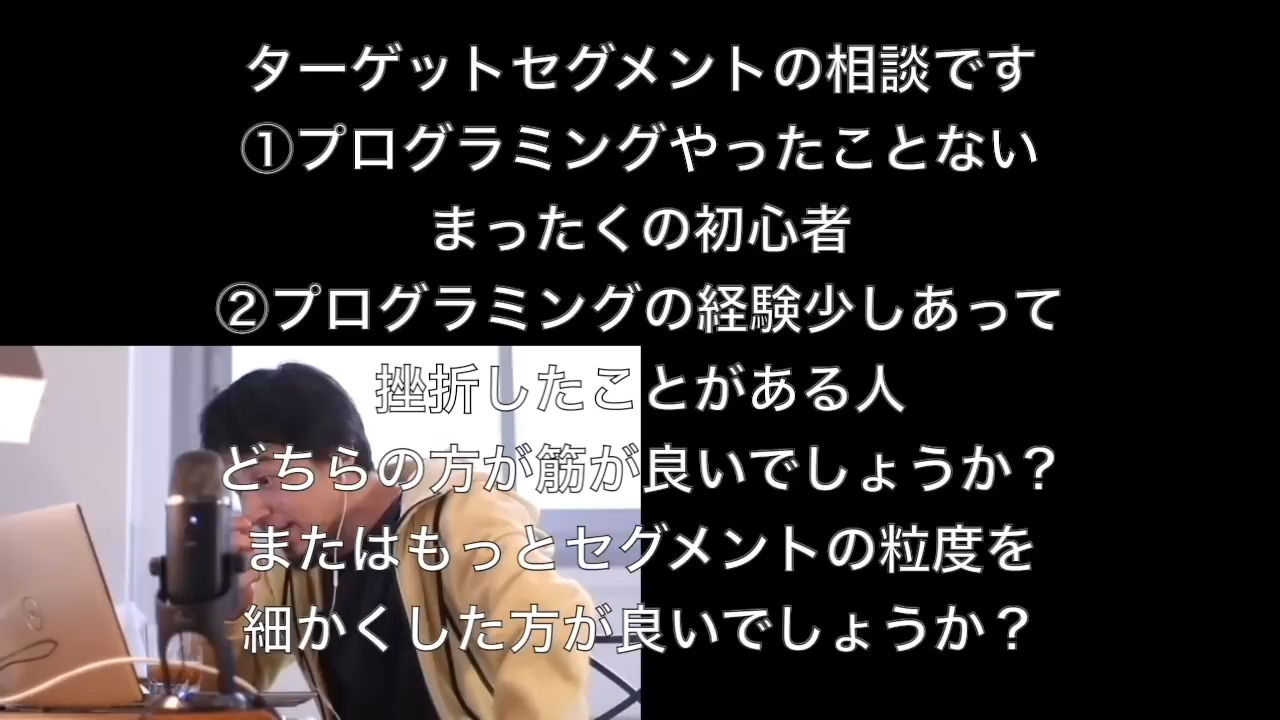 ターゲットセグメントの相談です
①プログラミングやったことない
まったくの初心者
②プログラミングの経験少しあって
挫折したことがある人
どちらの方が筋が良いでしょうか？
またはもっとセグメントの粒度を
細かくした方が良いでしょうか？